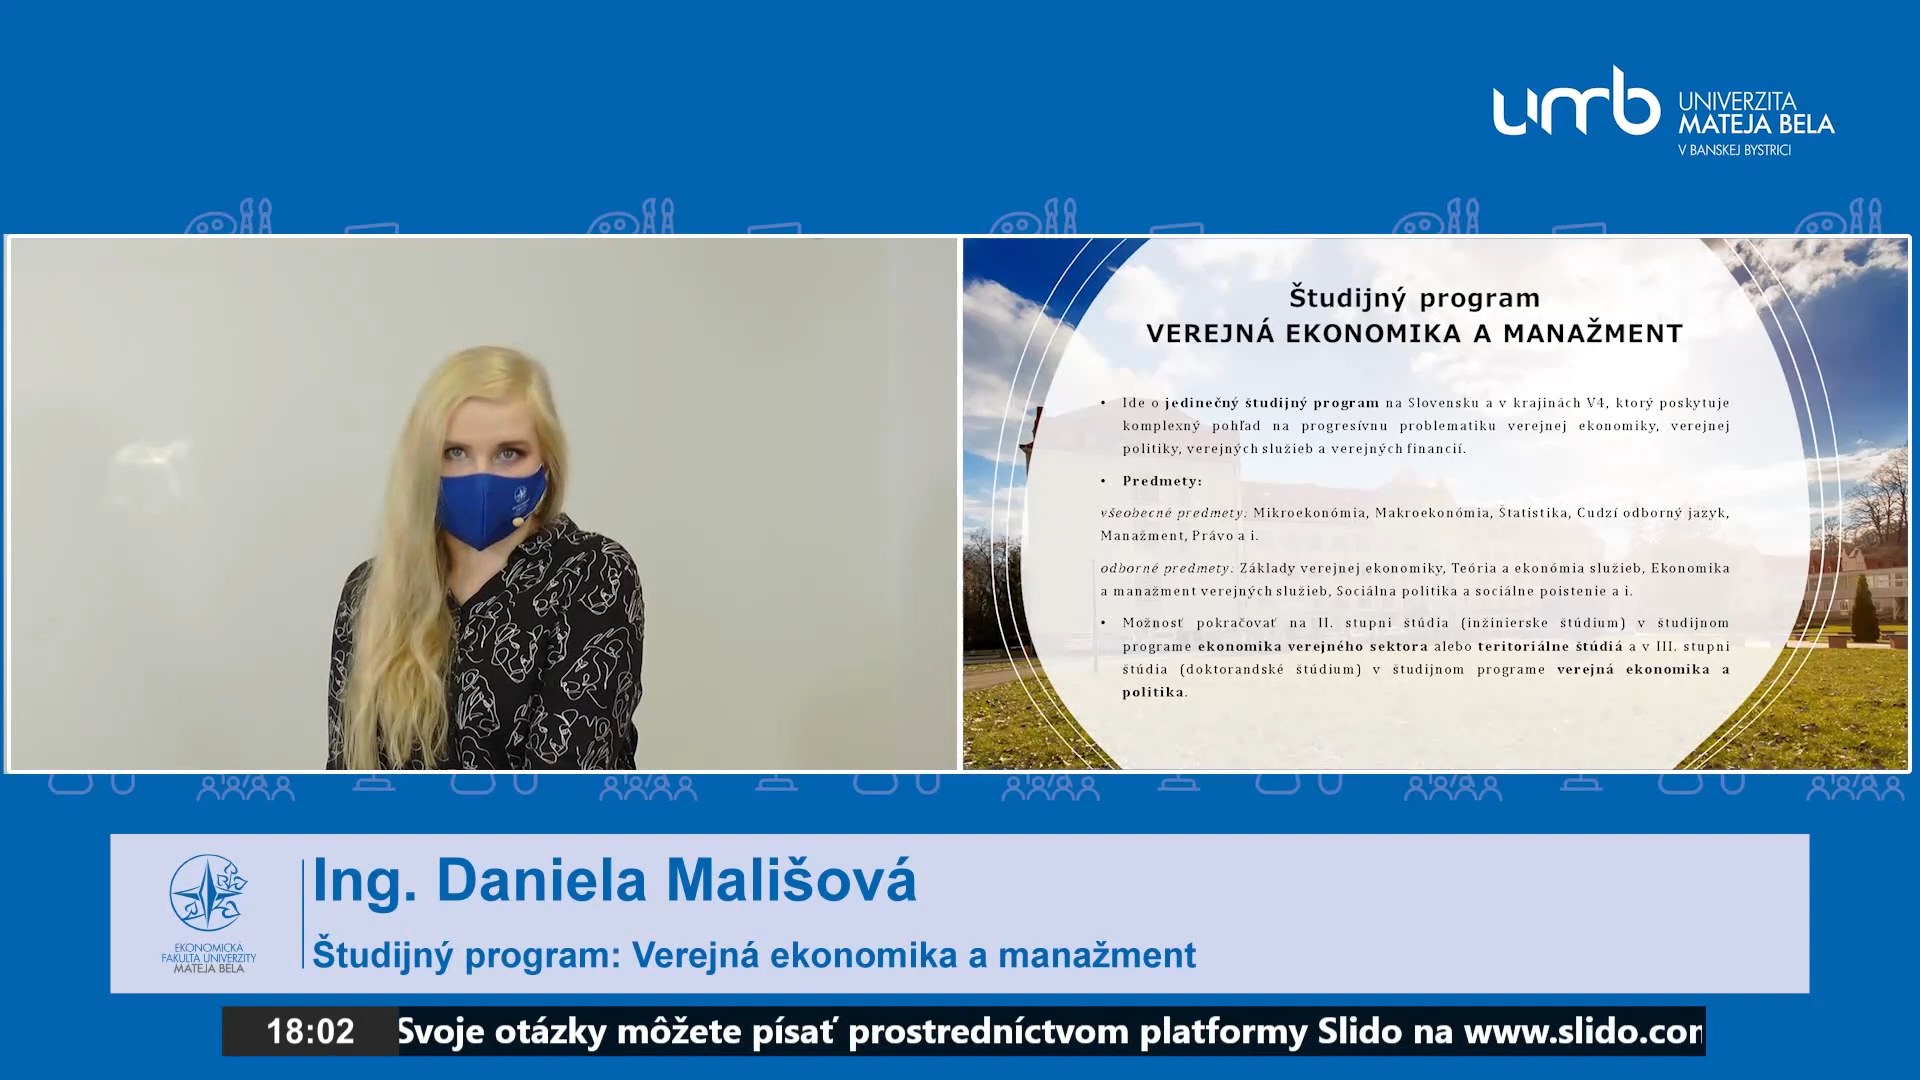 umb UNIVERZITA
MATEJA BELA
V BANSKEJ BYSTRICI
Študijný program
VEREJNÁ EKONOMIKA A MANAŽMENT
• Ide o jedinečný študijný program na Slovensku a v krajinách V4, ktorý poskytuje
komplexný pohľad na progresívnu problematiku verejnej ekonomiky, verejnej
politiky, verejných služieb a verejných financií.
• Predmety:
všeobecné predmety: Mikroekonómia, Makroekonómia, Štatistika, Cudzí odborný jazyk,
Manažment, Právo a i.
odborné predmety: Základy verejnej ekonomiky, Teória a ekonómia služieb, Ekonomika
a manažment verejných služieb, Sociálna politika a sociálne poistenie a i.
• Možnosť pokračovať na II. stupni štúdia (inžinierske štúdium) v študijnom
programe ekonomika verejného sektora alebo teritoriálne štúdiá a v III. stupni
štúdia (doktorandské štúdium) v študijnom programe verejná ekonomika a
politika.
Ing. Daniela Mališová
Študijný program: Verejná ekonomika a manažment
EKONOMICKÁ
FAKULTA UNIVERZITY
MATEJA BELA
18:02 Svoje otázky môžete písať prostredníctvom platformy Slido na www.slido.com